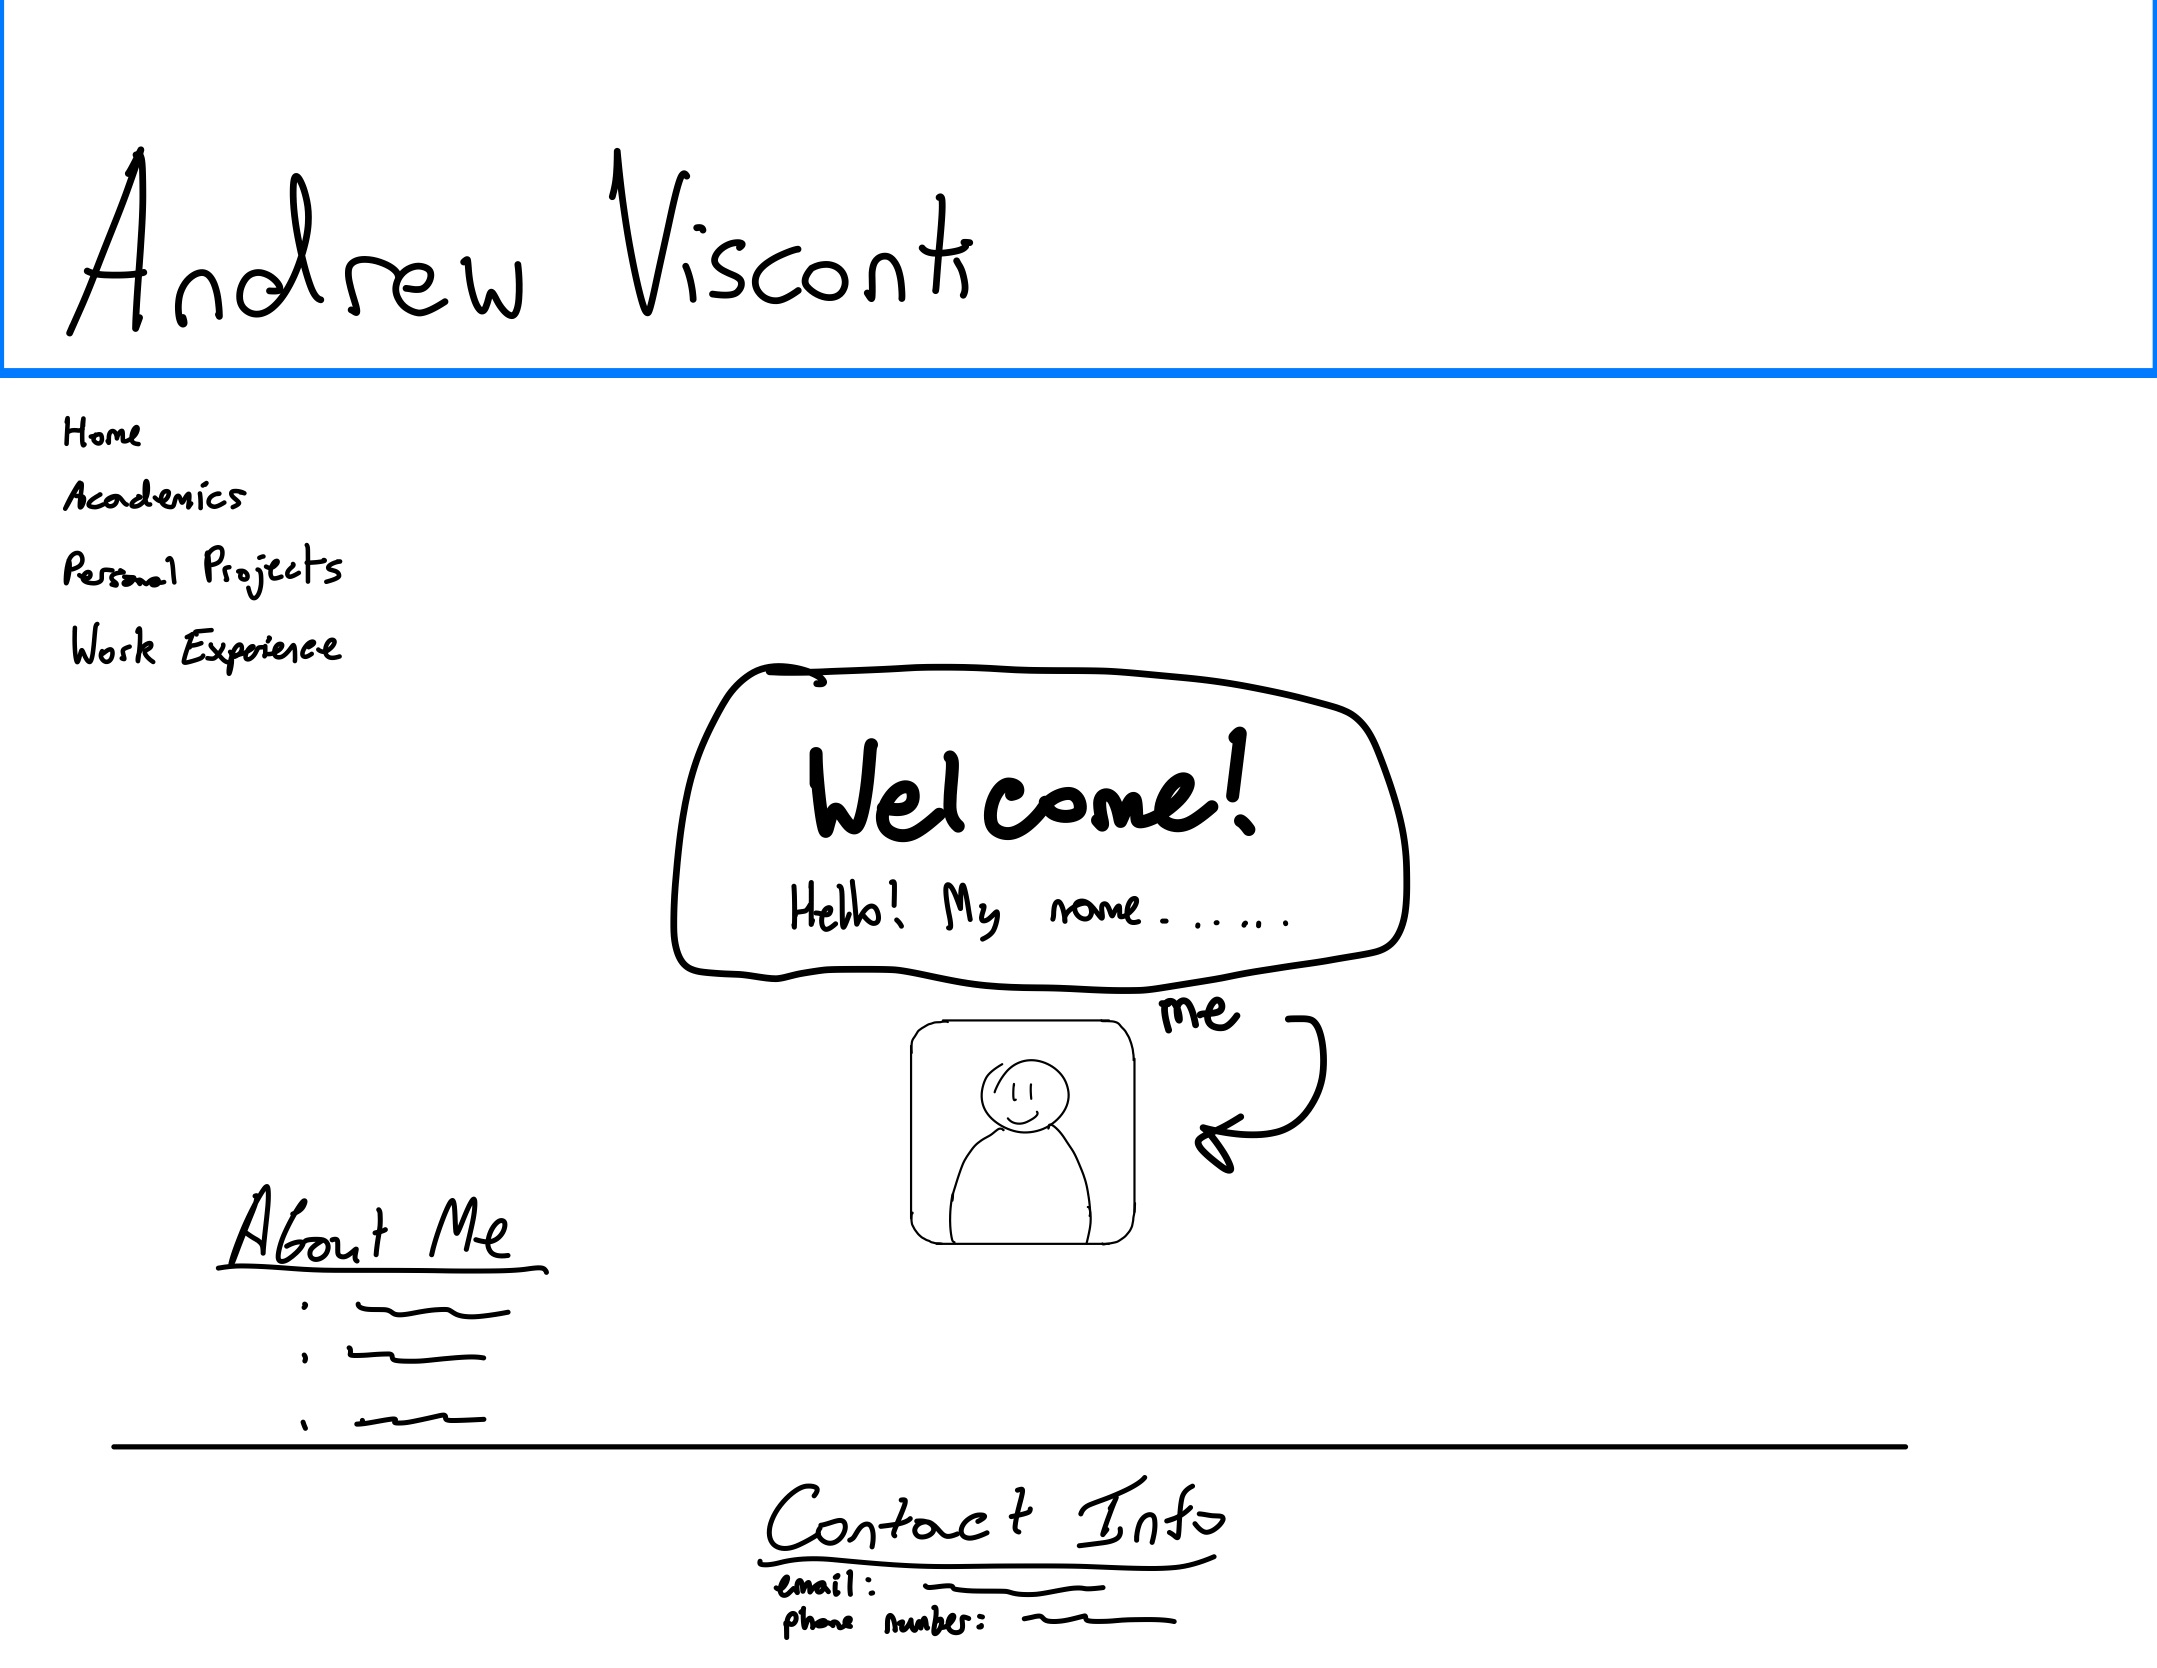 Andrew Visconti
Home
Academics
Personal Projects
Work Experience
Welcome!
Hello! My name......
me
About Me
Contact Info
email:
phone number: